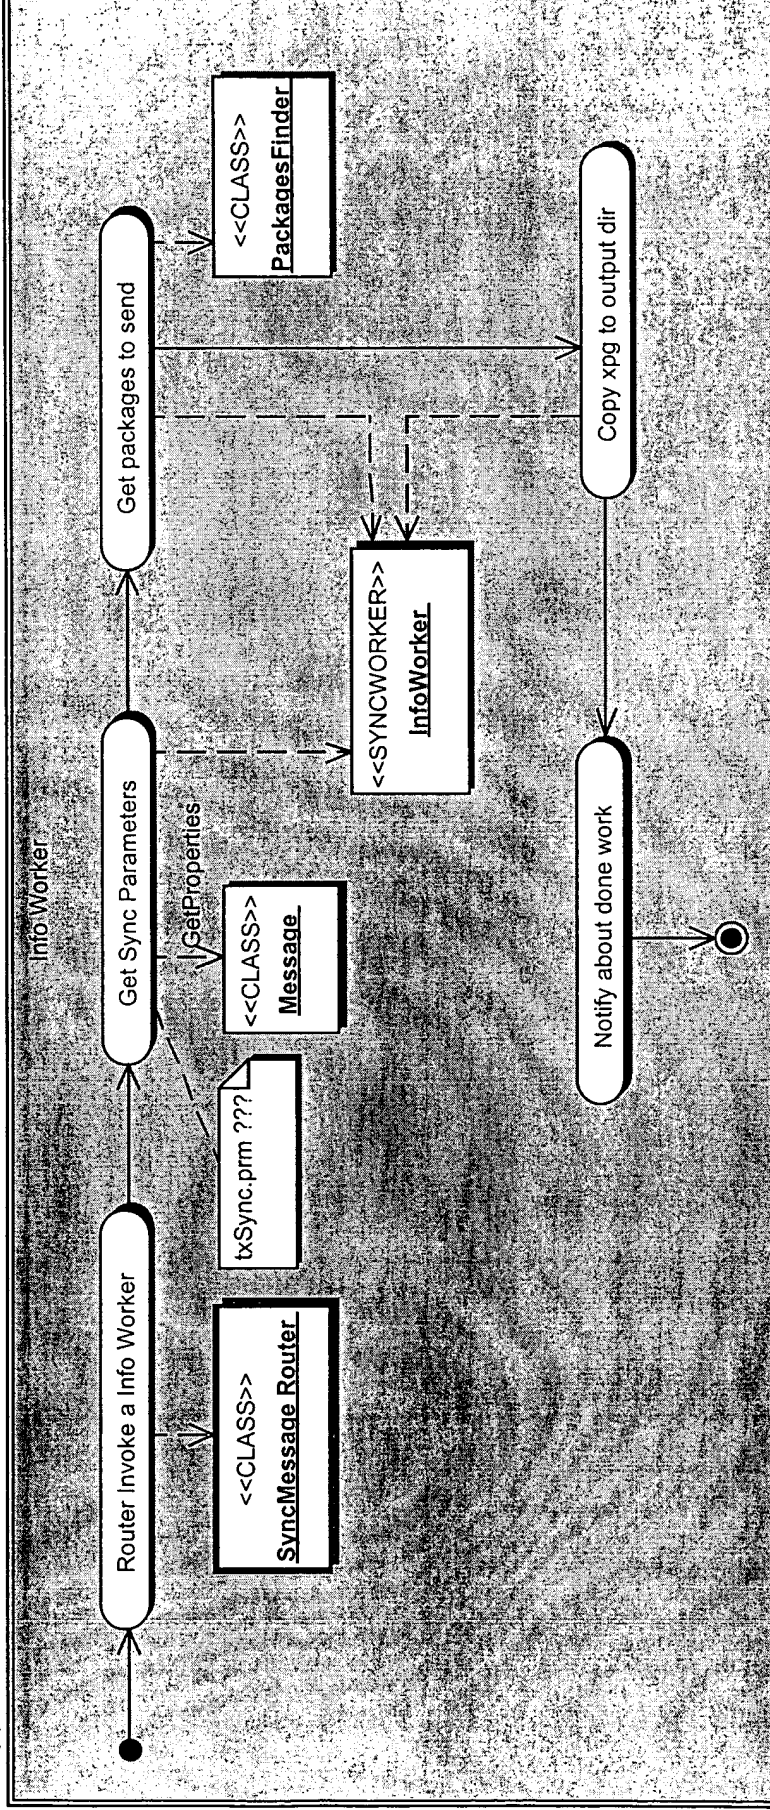 Info Worker
Router Invoke a Info Worker
Get Sync Parameters
Get packages to send
GetProperties
<<CLASS>>
SyncMessage Router
txSync.prm ???
<<CLASS>>
Message
<<CLASS>>
PackagesFinder
<<SYNCWORKER>>
InfoWorker
Notify about done work
Copy xpg to output dir